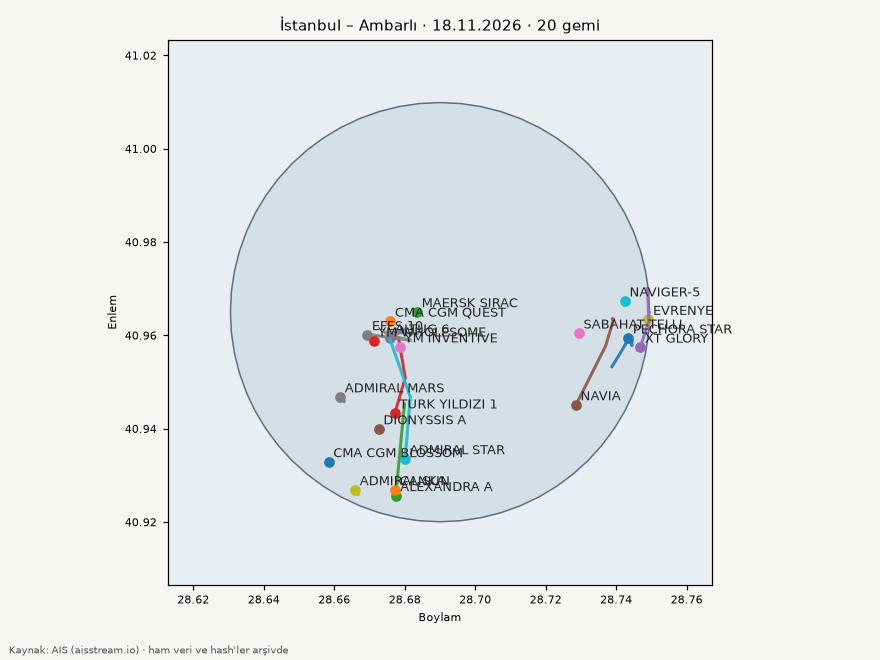 İstanbul – Ambarlı · 18.11.2026 · 20 gemi
41.02
41.00
40.98
40.96
40.94
40.92
Enlem
NAVIGER-5
MAERSK SIRAC
CMA CGM QUEST
EVRENYE
EFES 10
SABAHAT TELLI
PECHORA STAR
YM INVENTIVE
XT GLORY
ADMIRAL MARS
NAVIA
TURK YILDIZI 1
DIONYSSIS A
ADMIRAL STAR
CMA CGM BLOSSOM
ALEXANDRA A
28.62
28.64
28.66
28.68
28.70
28.72
28.74
28.76
Boylam
Kaynak: AIS (aisstream.io) · ham veri ve hash'ler arşivde